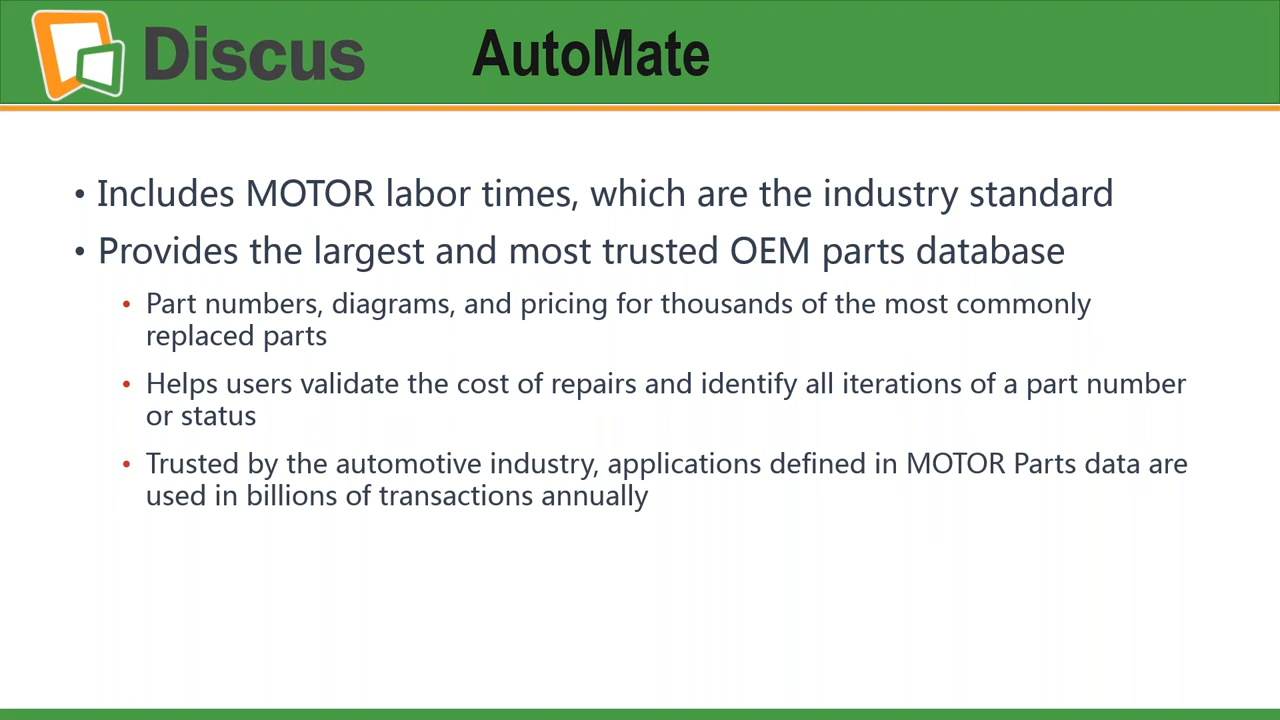 Discus AutoMate
• Includes MOTOR labor times, which are the industry standard
• Provides the largest and most trusted OEM parts database
• Part numbers, diagrams, and pricing for thousands of the most commonly
replaced parts
• Helps users validate the cost of repairs and identify all iterations of a part number
or status
• Trusted by the automotive industry, applications defined in MOTOR Parts data are
used in billions of transactions annually